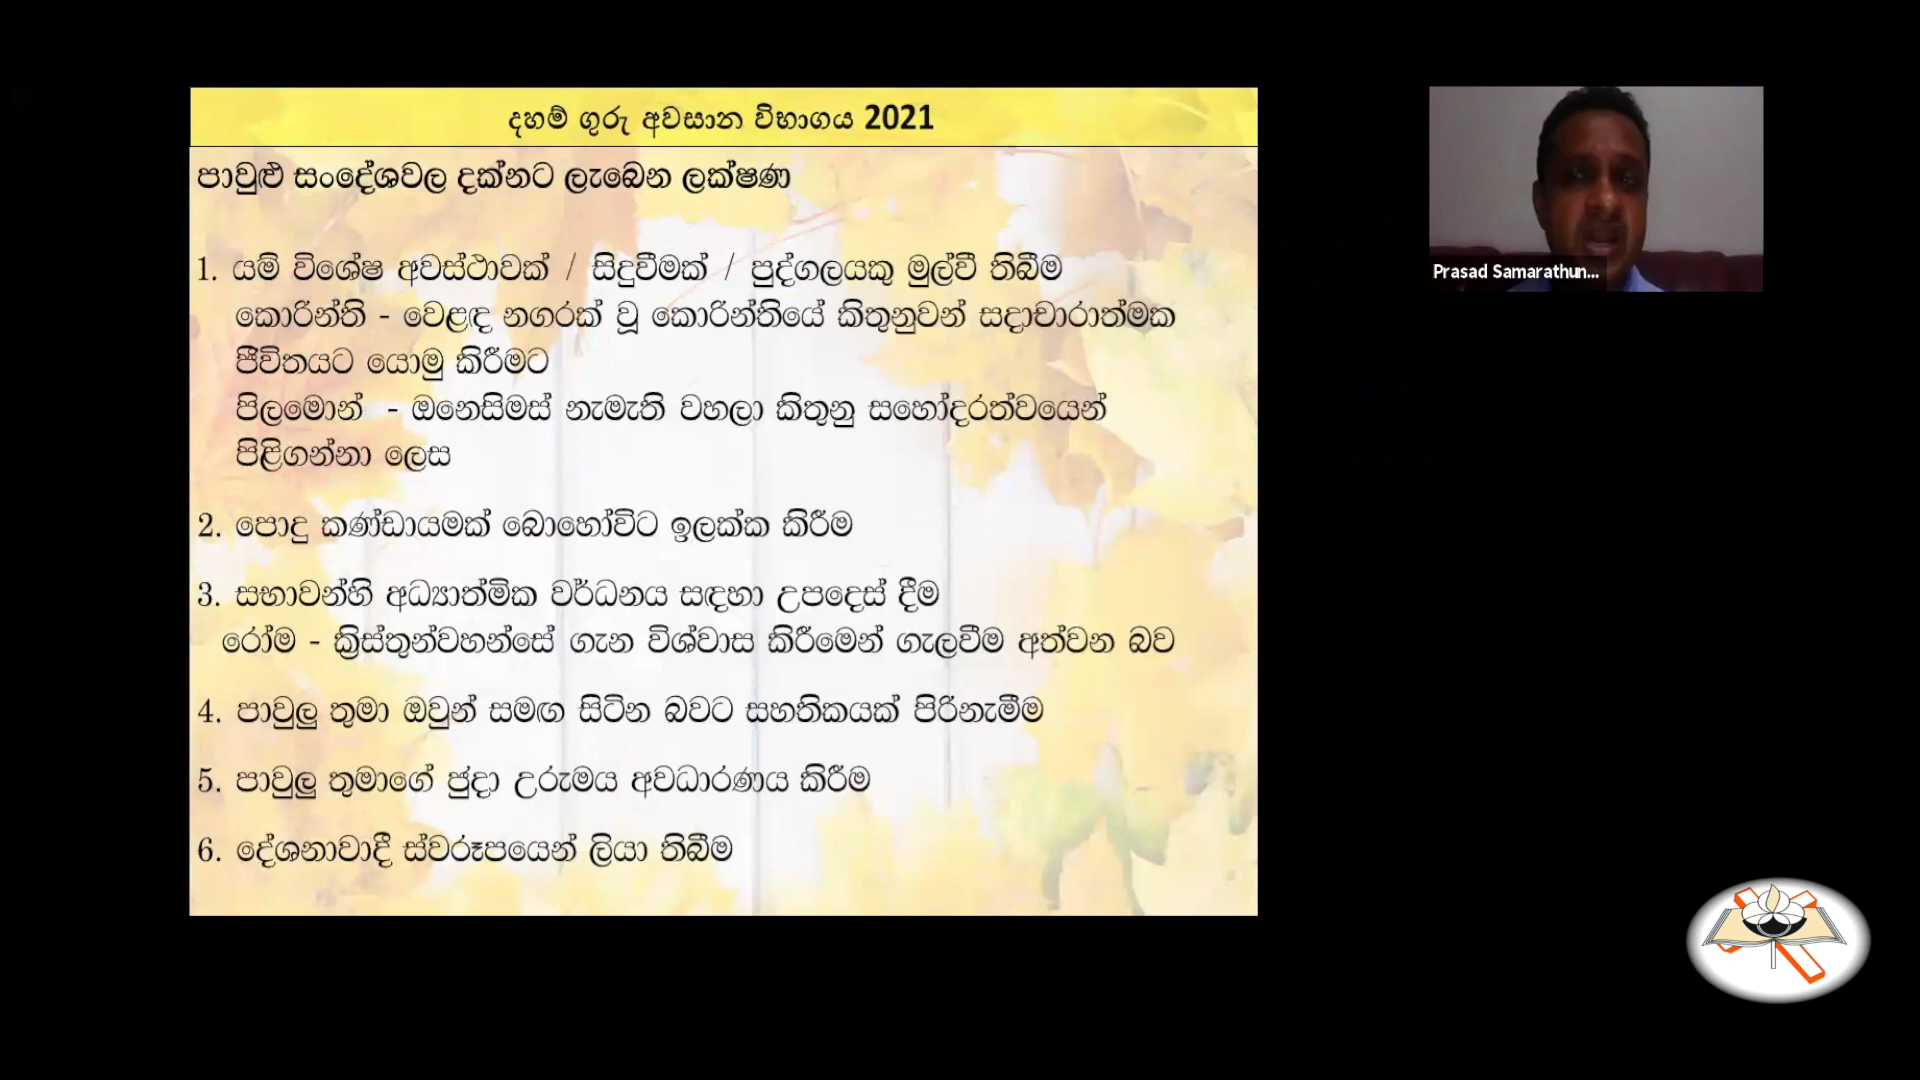 දහම් ගුරු අවසාන විභාගය 2021
පාවුළු සංදේශවල දක්නට ලැබෙන ලක්ෂණ
1. යම් විශේෂ අවස්ථාවක් / සිදුවීමක් / පුද්ගලයකු මුල්වී තිබීම
කොරින්ති - වෙළඳ නගරක් වූ කොරින්තියේ කිතුනුවන් සදාචාරාත්මක
ජීවිතයට යොමු කිරීමට
පිලමොන් - ඔනෙසිමස් නැමැති වහලා කිතුනු සහෝදරත්වයෙන්
පිළිගන්නා ලෙස
2. පොදු කණ්ඩායමක් බොහෝවිට ඉලක්ක කිරීම
3. සභාවන්හි අධ්‍යාත්මික වර්ධනය සඳහා උපදෙස් දීම
රෝම - ක්‍රිස්තුන්වහන්සේ ගැන විශ්වාස කිරීමෙන් ගැලවීම අත්වන බව
4. පාවුලු තුමා ඔවුන් සමඟ සිටින බවට සහතිකයක් පිරිනැමීම
5. පාවුලු තුමාගේ ජුදා උරුමය අවධාරණය කිරීම
6. දේශනාවාදී ස්වරූපයෙන් ලියා තිබීම
Prasad Samarathun...